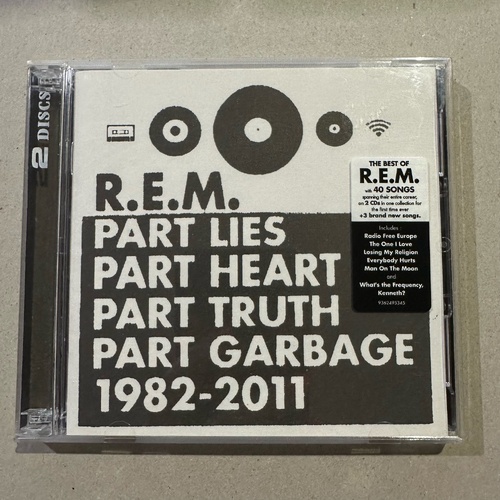 2 DISCS
R.E.M.
PART LIES
PART HEART
PART TRUTH
PART GARBAGE
1982-2011
THE BEST OF
R.E.M.
with 40 SONGS
spanning their entire career,
on 2 CDs in one collection for
the first time ever
+3 brand new songs.
Includes
Radio Free Europe
The One I Love
Losing My Religion
Everybody Hurts
Man On The Moon
and
What's the Frequency,
Kenneth?
9362495345